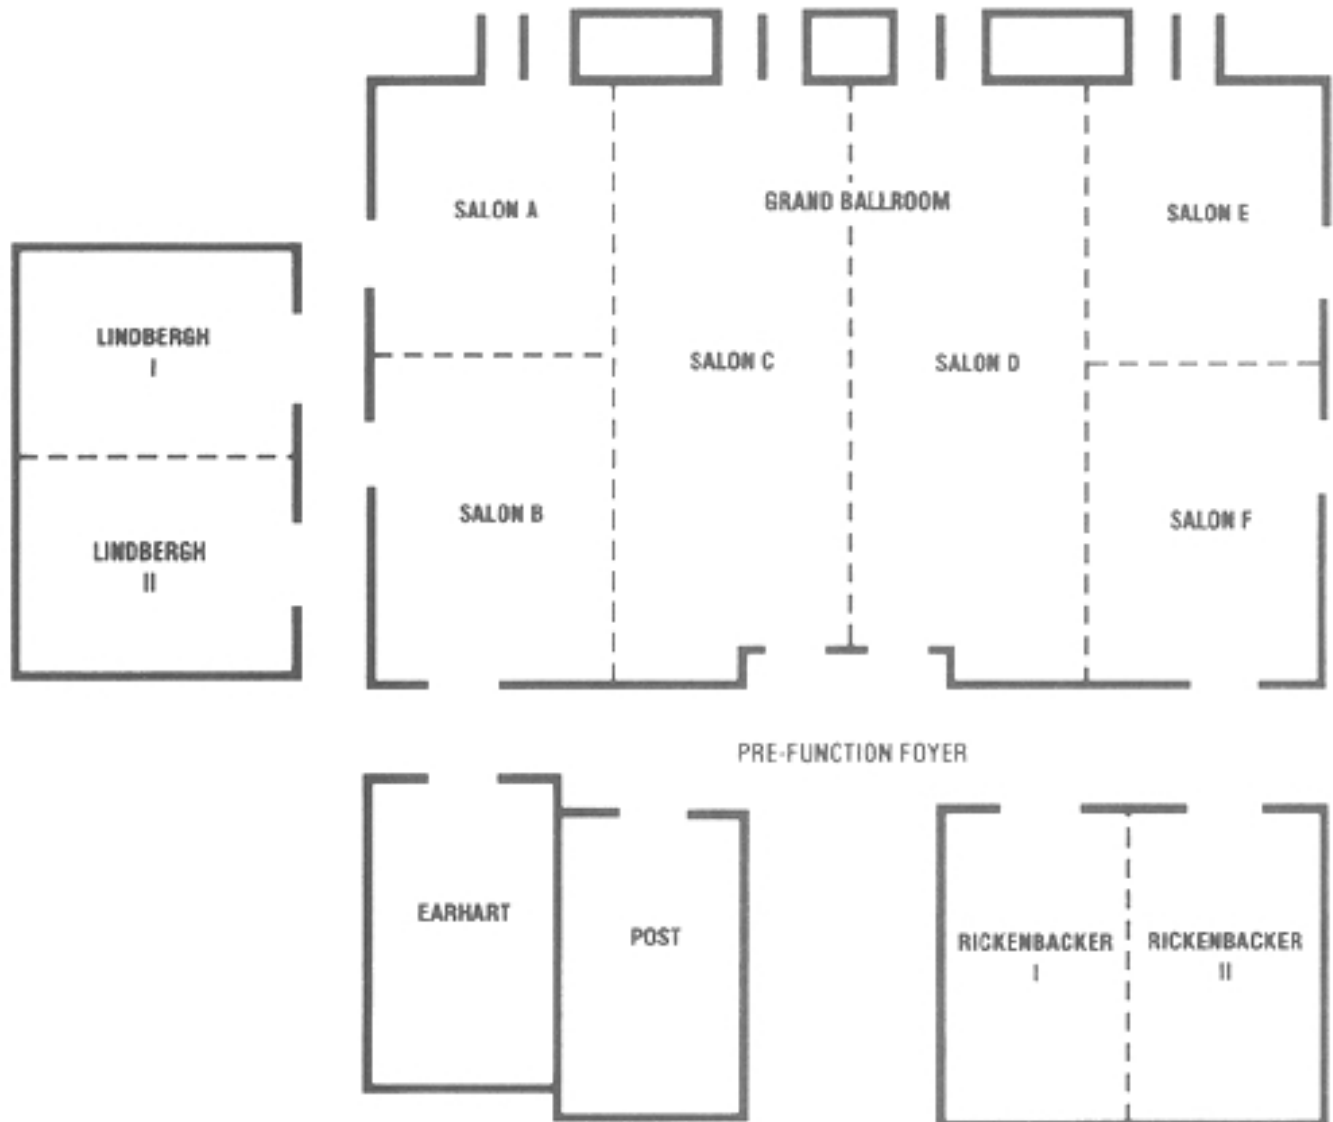 GRAND BALLROOM
SALON A
SALON E
LINDBERGH
I
SALON C
SALON D
SALON B
SALON F
LINDBERGH
II
PRE-FUNCTION FOYER
EARHART
POST
RICKENBACKER
I
RICKENBACKER
II